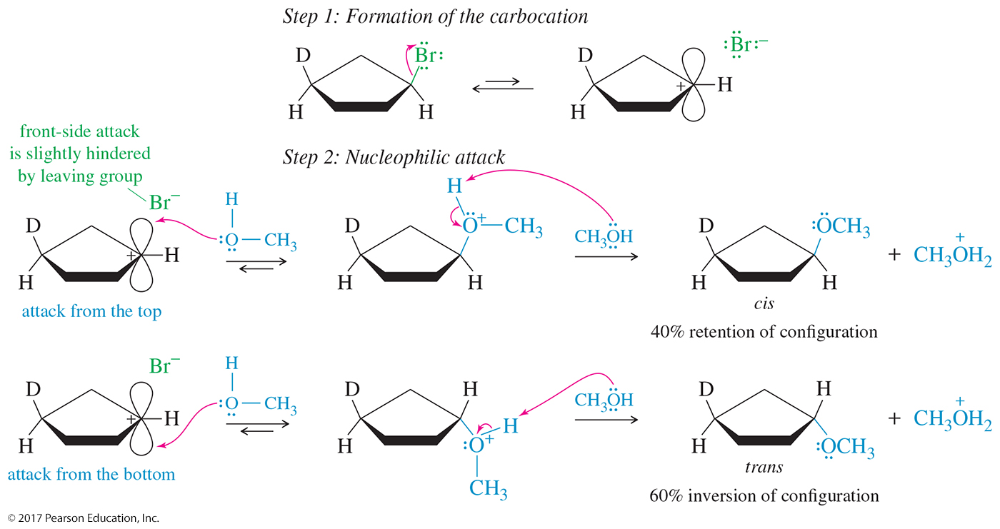 Step 1: Formation of the carbocation
D
Br:
H
H
D
H
+
H
:Br:−
front-side attack
is slightly hindered
by leaving group
Step 2: Nucleophilic attack
Br−
D
H
+
H
H
:O—CH3
attack from the top
D
H
H
O+—CH3
H
CH3OH
D
H
:OCH3
H
cis
40% retention of configuration
+ CH3OH2
+
Br−
D
H
+
H
H
:O—CH3
attack from the bottom
D
H
H
:O+
H
CH3
CH3OH
D
H
H
:OCH3
trans
60% inversion of configuration
+ CH3OH2
+
© 2017 Pearson Education, Inc.